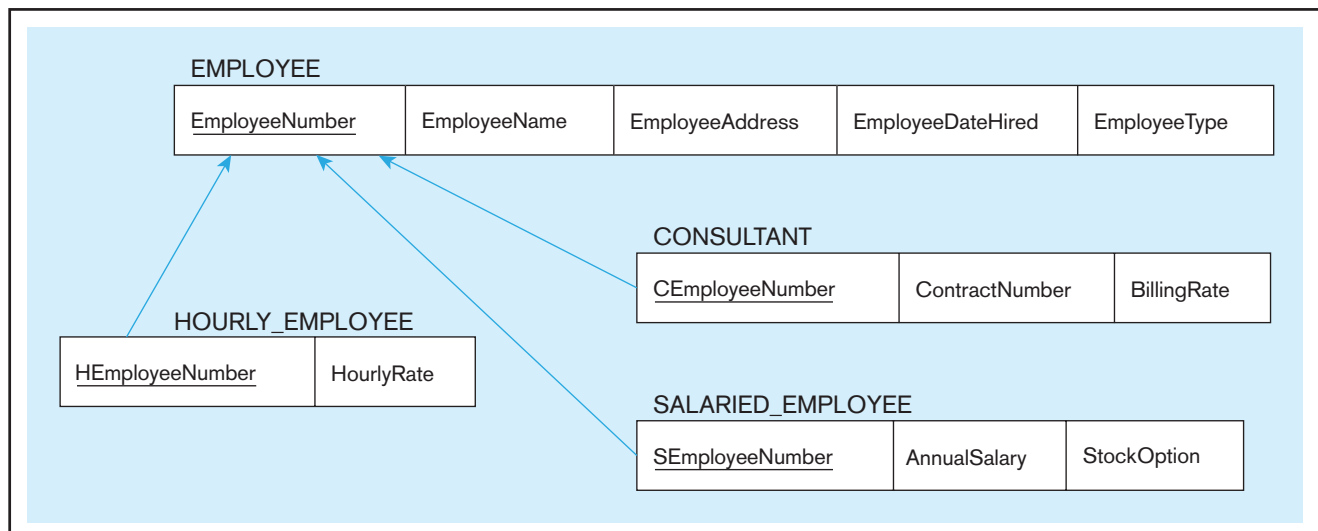 EMPLOYEE
EmployeeNumber EmployeeName EmployeeAddress EmployeeDateHired EmployeeType
CONSULTANT
CEmployeeNumber ContractNumber BillingRate
HOURLY_EMPLOYEE
HEmployeeNumber HourlyRate
SALARIED_EMPLOYEE
SEmployeeNumber AnnualSalary StockOption